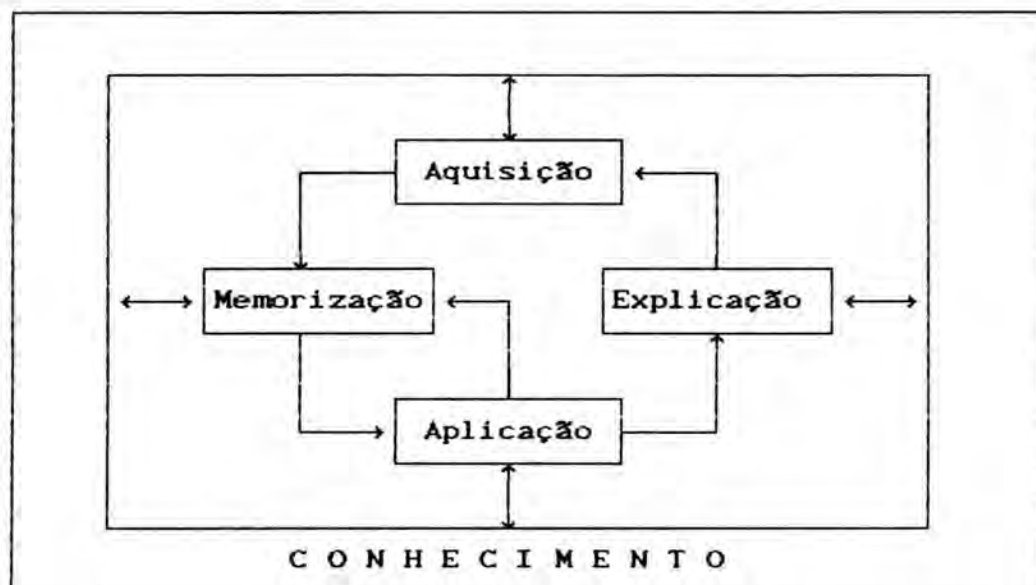 Aquisição
Memorização
Explicação
Aplicação
C O N H E C I M E N T O